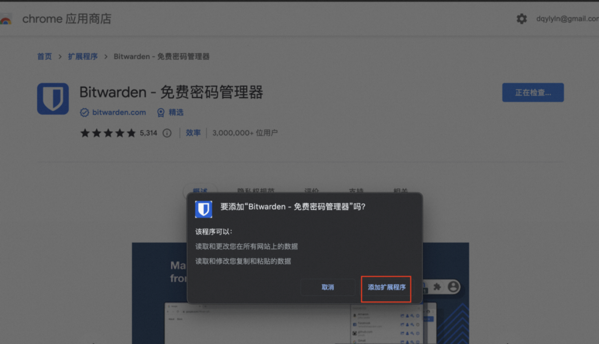 chrome 应用商店
dqylyln@gmail.com
首页 > 扩展程序 > Bitwarden - 免费密码管理器
Bitwarden - 免费密码管理器
正在检查...
bitwarden.com 精选
5,314 效率 3,000,000+ 位用户
概述 隐私权规范 评价 支持 相关
要添加“Bitwarden - 免费密码管理器”吗?
该程序可以:
读取和更改您在所有网站上的数据
读取和修改您复制和粘贴的数据
取消 添加扩展程序
from